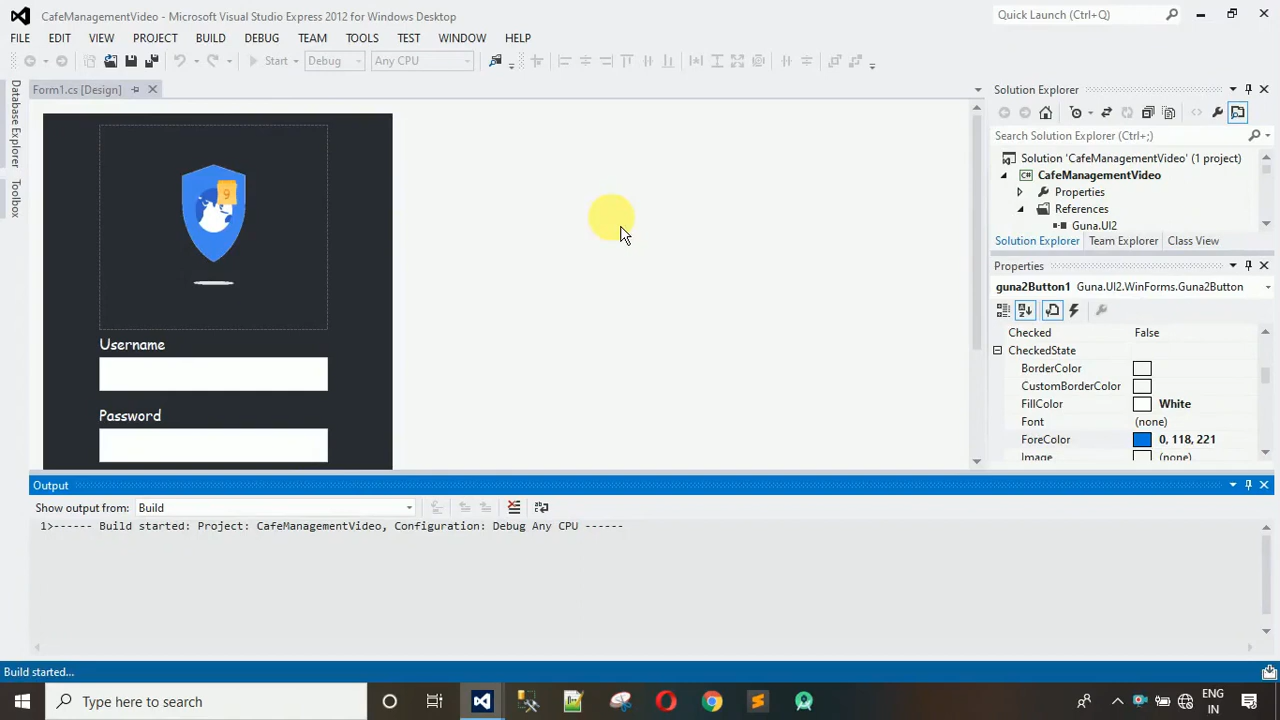 CafeManagementVideo - Microsoft Visual Studio Express 2012 for Windows Desktop
Quick Launch (Ctrl+Q)
FILE EDIT VIEW PROJECT BUILD DEBUG TEAM TOOLS TEST WINDOW HELP
Start Debug Any CPU
Database Explorer
Toolbox
Form1.cs [Design]
9
Username
Password
Solution Explorer
Search Solution Explorer (Ctrl+;)
Solution 'CafeManagementVideo' (1 project)
C# CafeManagementVideo
Properties
References
Guna.UI2
Solution Explorer Team Explorer Class View
Properties
guna2Button1 Guna.UI2.WinForms.Guna2Button
Checked False
CheckedState
BorderColor
CustomBorderColor
FillColor White
Font (none)
ForeColor 0, 118, 221
Image (none)
Output
Show output from: Build
1>------ Build started: Project: CafeManagementVideo, Configuration: Debug Any CPU ------
Build started...
Type here to search
ENG
IN